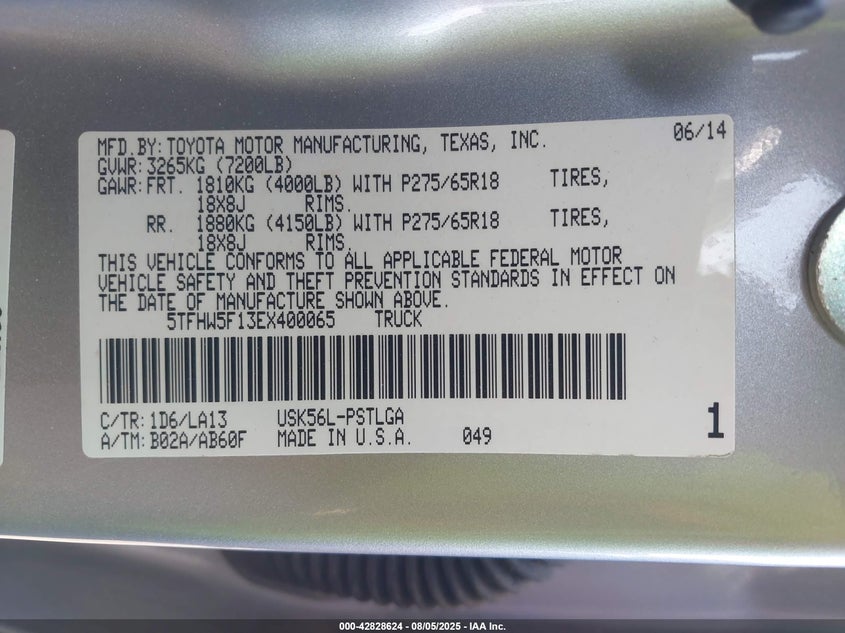 MFD.BY:TOYOTA MOTOR MANUFACTURING, TEXAS, INC. 06/14
GVWR:3265KG (7200LB)
GAWR:FRT. 1810KG (4000LB) WITH P275/65R18 TIRES,
18X8J RIMS.
RR. 1880KG (4150LB) WITH P275/65R18 TIRES,
18X8J RIMS.
THIS VEHICLE CONFORMS TO ALL APPLICABLE FEDERAL MOTOR
VEHICLE SAFETY AND THEFT PREVENTION STANDARDS IN EFFECT ON
THE DATE OF MANUFACTURE SHOWN ABOVE.
5TFHW5F13EX400065 TRUCK
C/TR:1D6/LA13 USK56L-PSTLGA
A/TM:B02A/AB60F MADE IN U.S.A. 049
1
000-42828624 - 08/05/2025 - IAA Inc.